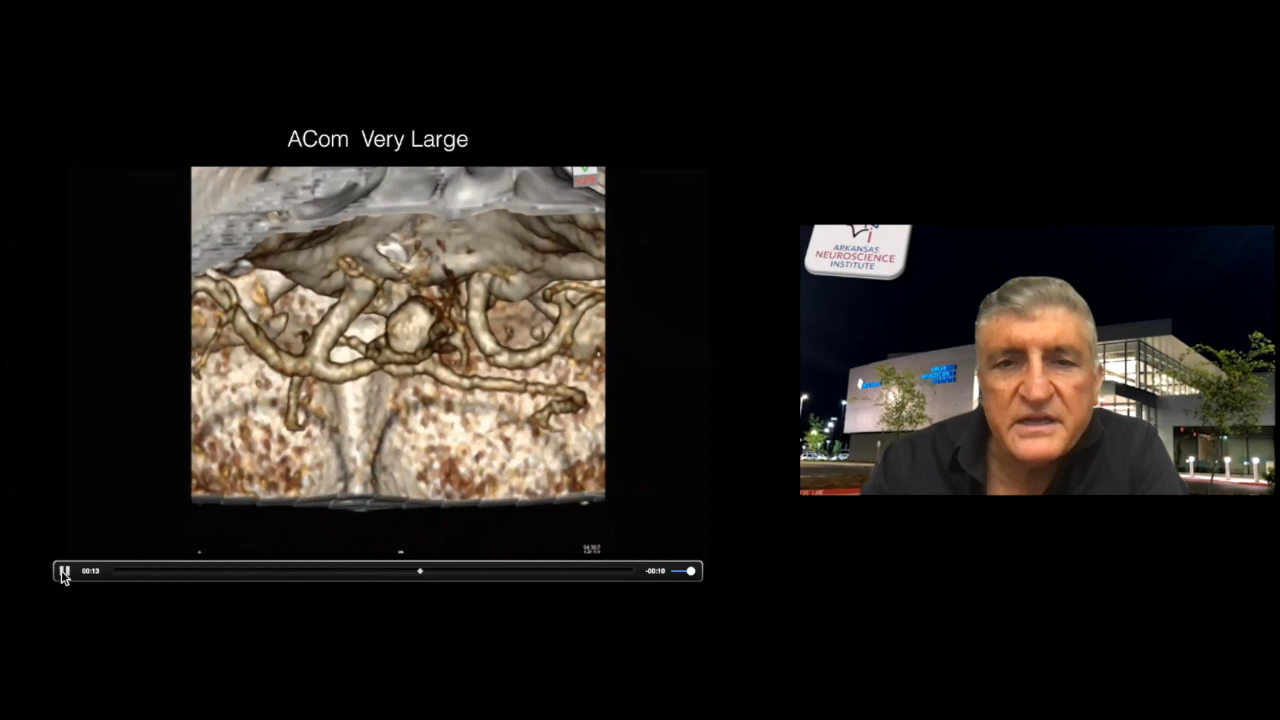 ACom Very Large
00:13
-00:10
ARKANSAS
NEUROSCIENCE
INSTITUTE